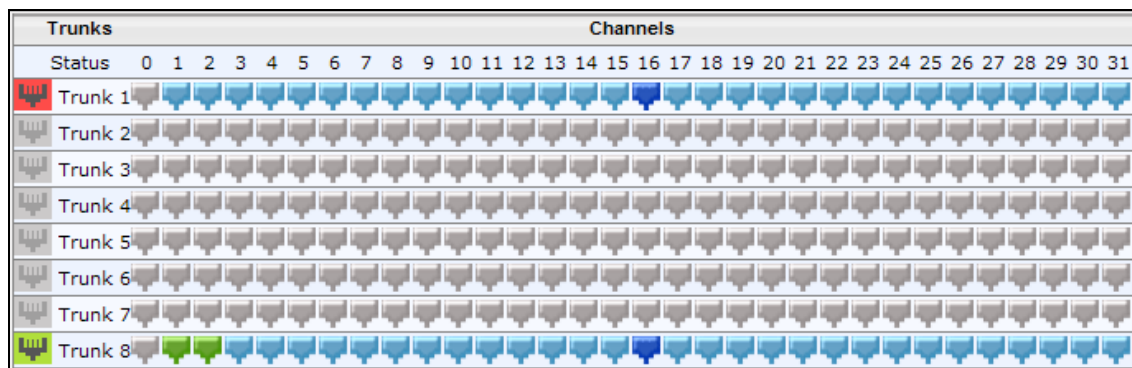 Trunks Channels
Status 0 1 2 3 4 5 6 7 8 9 10 11 12 13 14 15 16 17 18 19 20 21 22 23 24 25 26 27 28 29 30 31
Trunk 1
Trunk 2
Trunk 3
Trunk 4
Trunk 5
Trunk 6
Trunk 7
Trunk 8